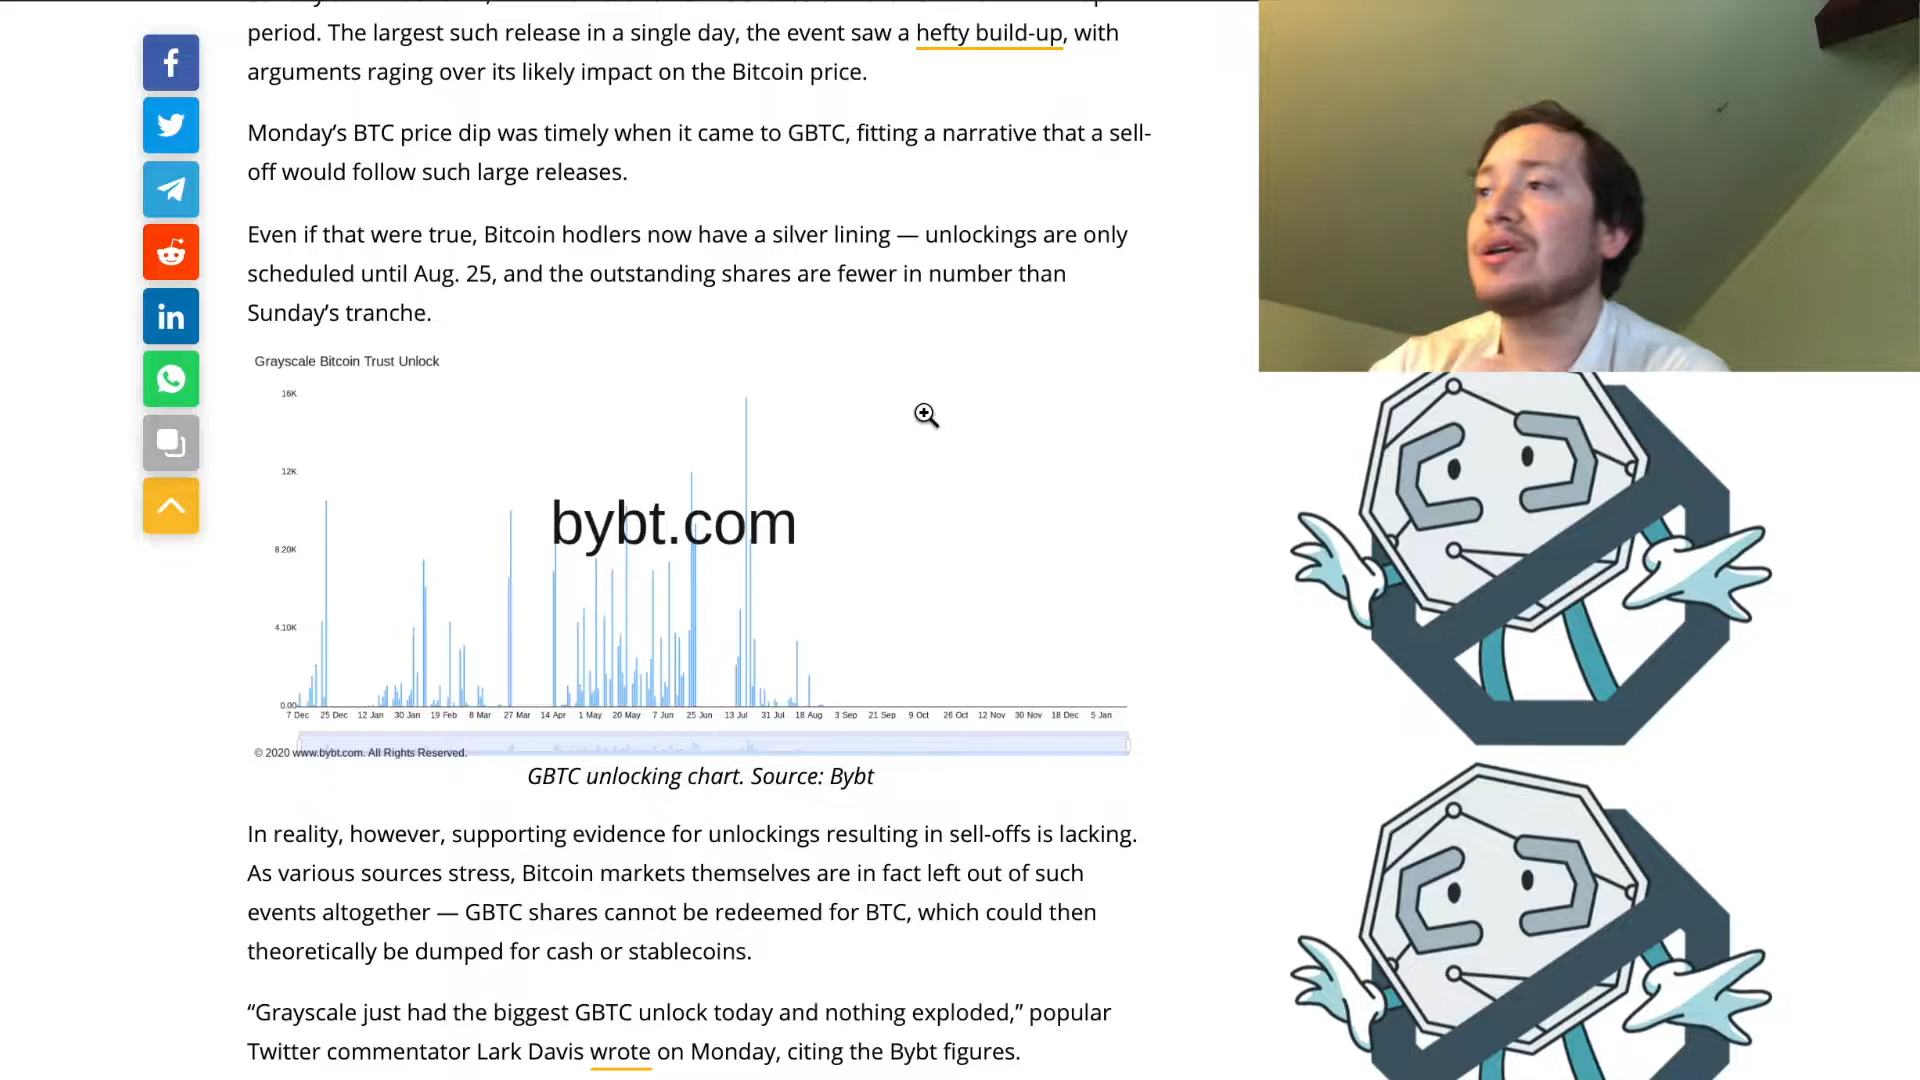 period. The largest such release in a single day, the event saw a hefty build-up, with
arguments raging over its likely impact on the Bitcoin price.
Monday’s BTC price dip was timely when it came to GBTC, fitting a narrative that a sell-
off would follow such large releases.
Even if that were true, Bitcoin hodlers now have a silver lining — unlockings are only
scheduled until Aug. 25, and the outstanding shares are fewer in number than
Sunday’s tranche.
Grayscale Bitcoin Trust Unlock
16K
12K
bybt.com
8.20K
4.10K
0.00
7 Dec 25 Dec 12 Jan 30 Jan 19 Feb 8 Mar 27 Mar 14 Apr 1 May 20 May 7 Jun 25 Jun 13 Jul 31 Jul 18 Aug 3 Sep 21 Sep 9 Oct 26 Oct 12 Nov 30 Nov 18 Dec 5 Jan
© 2020 www.bybt.com. All Rights Reserved.
GBTC unlocking chart. Source: Bybt
In reality, however, supporting evidence for unlockings resulting in sell-offs is lacking.
As various sources stress, Bitcoin markets themselves are in fact left out of such
events altogether — GBTC shares cannot be redeemed for BTC, which could then
theoretically be dumped for cash or stablecoins.
“Grayscale just had the biggest GBTC unlock today and nothing exploded,” popular
Twitter commentator Lark Davis wrote on Monday, citing the Bybt figures.